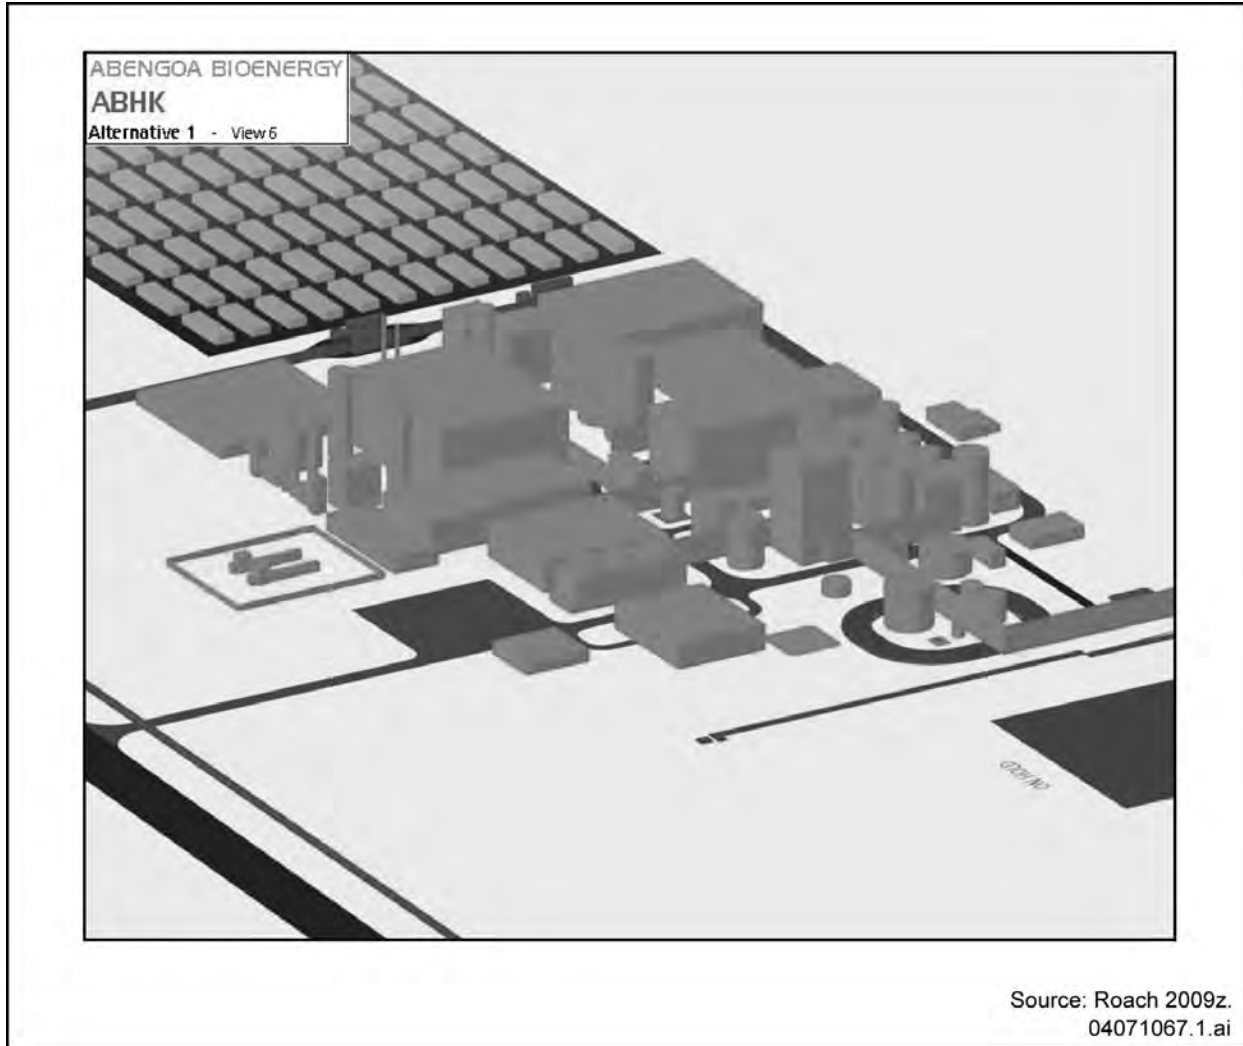 ABENGOA BIOENERGY
ABHK
Alternative 1 - View 6
Source: Roach 2009z.
04071067.1.ai